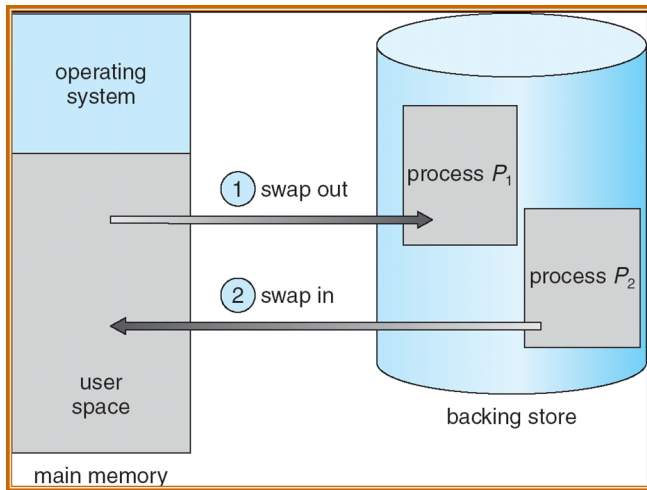 operating
system
process P1
1 swap out
process P2
2 swap in
user
space
backing store
main memory